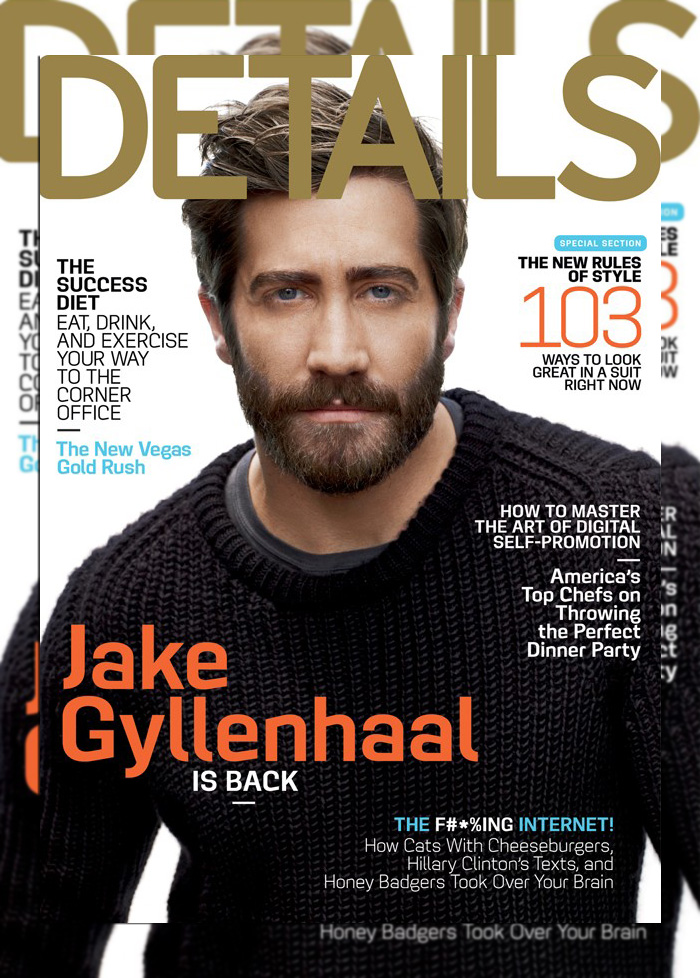 DETAILS
THE
SUCCESS
DIET
EAT, DRINK,
AND EXERCISE
YOUR WAY
TO THE
CORNER
OFFICE
The New Vegas
Gold Rush
SPECIAL SECTION
THE NEW RULES
OF STYLE
103
WAYS TO LOOK
GREAT IN A SUIT
RIGHT NOW
HOW TO MASTER
THE ART OF DIGITAL
SELF-PROMOTION
America's
Top Chefs on
Throwing
the Perfect
Dinner Party
Jake
Gyllenhaal
IS BACK
THE F#*%ING INTERNET!
How Cats With Cheeseburgers,
Hillary Clinton's Texts, and
Honey Badgers Took Over Your Brain
Honey Badgers Took Over Your Brain